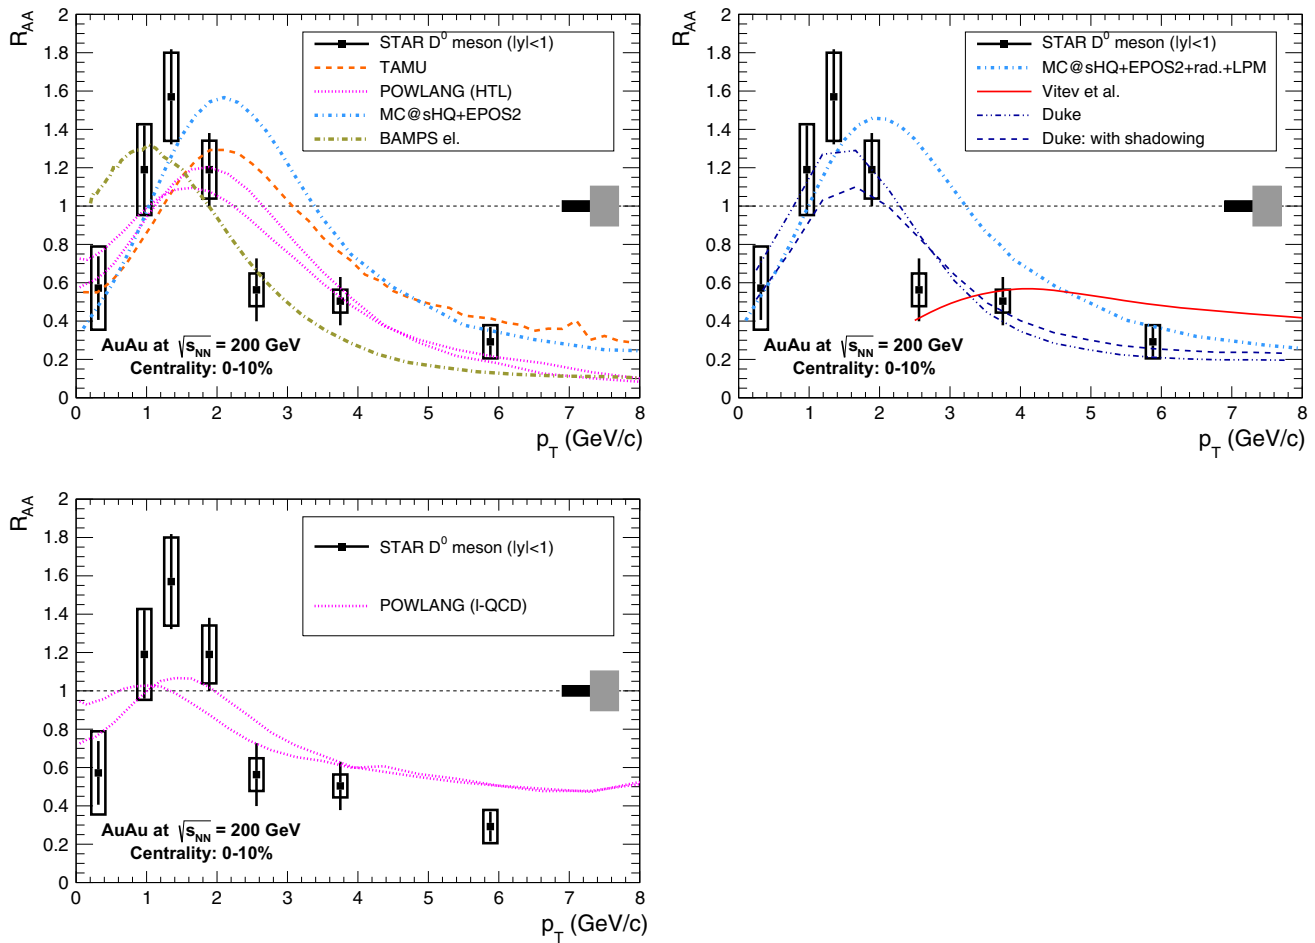 R_AA
2
1.8
1.6
1.4
1.2
1
0.8
0.6
0.4
0.2
0
STAR D^0 meson (|y|<1)
TAMU
POWLANG (HTL)
MC@sHQ+EPOS2
BAMPS el.
AuAu at √s_NN = 200 GeV
Centrality: 0-10%
0 1 2 3 4 5 6 7 8
p_T (GeV/c)
R_AA
2
1.8
1.6
1.4
1.2
1
0.8
0.6
0.4
0.2
0
STAR D^0 meson (|y|<1)
MC@sHQ+EPOS2+rad.+LPM
Vitev et al.
Duke
Duke: with shadowing
AuAu at √s_NN = 200 GeV
Centrality: 0-10%
0 1 2 3 4 5 6 7 8
p_T (GeV/c)
R_AA
2
1.8
1.6
1.4
1.2
1
0.8
0.6
0.4
0.2
0
STAR D^0 meson (|y|<1)
POWLANG (l-QCD)
AuAu at √s_NN = 200 GeV
Centrality: 0-10%
0 1 2 3 4 5 6 7 8
p_T (GeV/c)